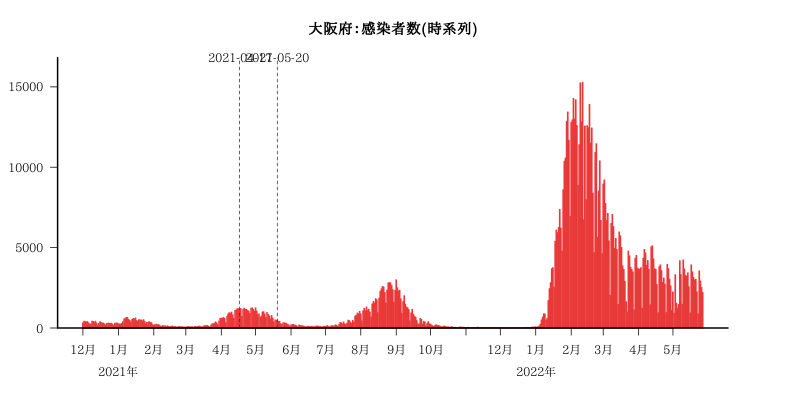 大阪府:感染者数(時系列)
2021-04-17
2021-05-20
15000
10000
5000
0
12月 1月 2月 3月 4月 5月 6月 7月 8月 9月 10月 12月 1月 2月 3月 4月 5月
2021年 2022年